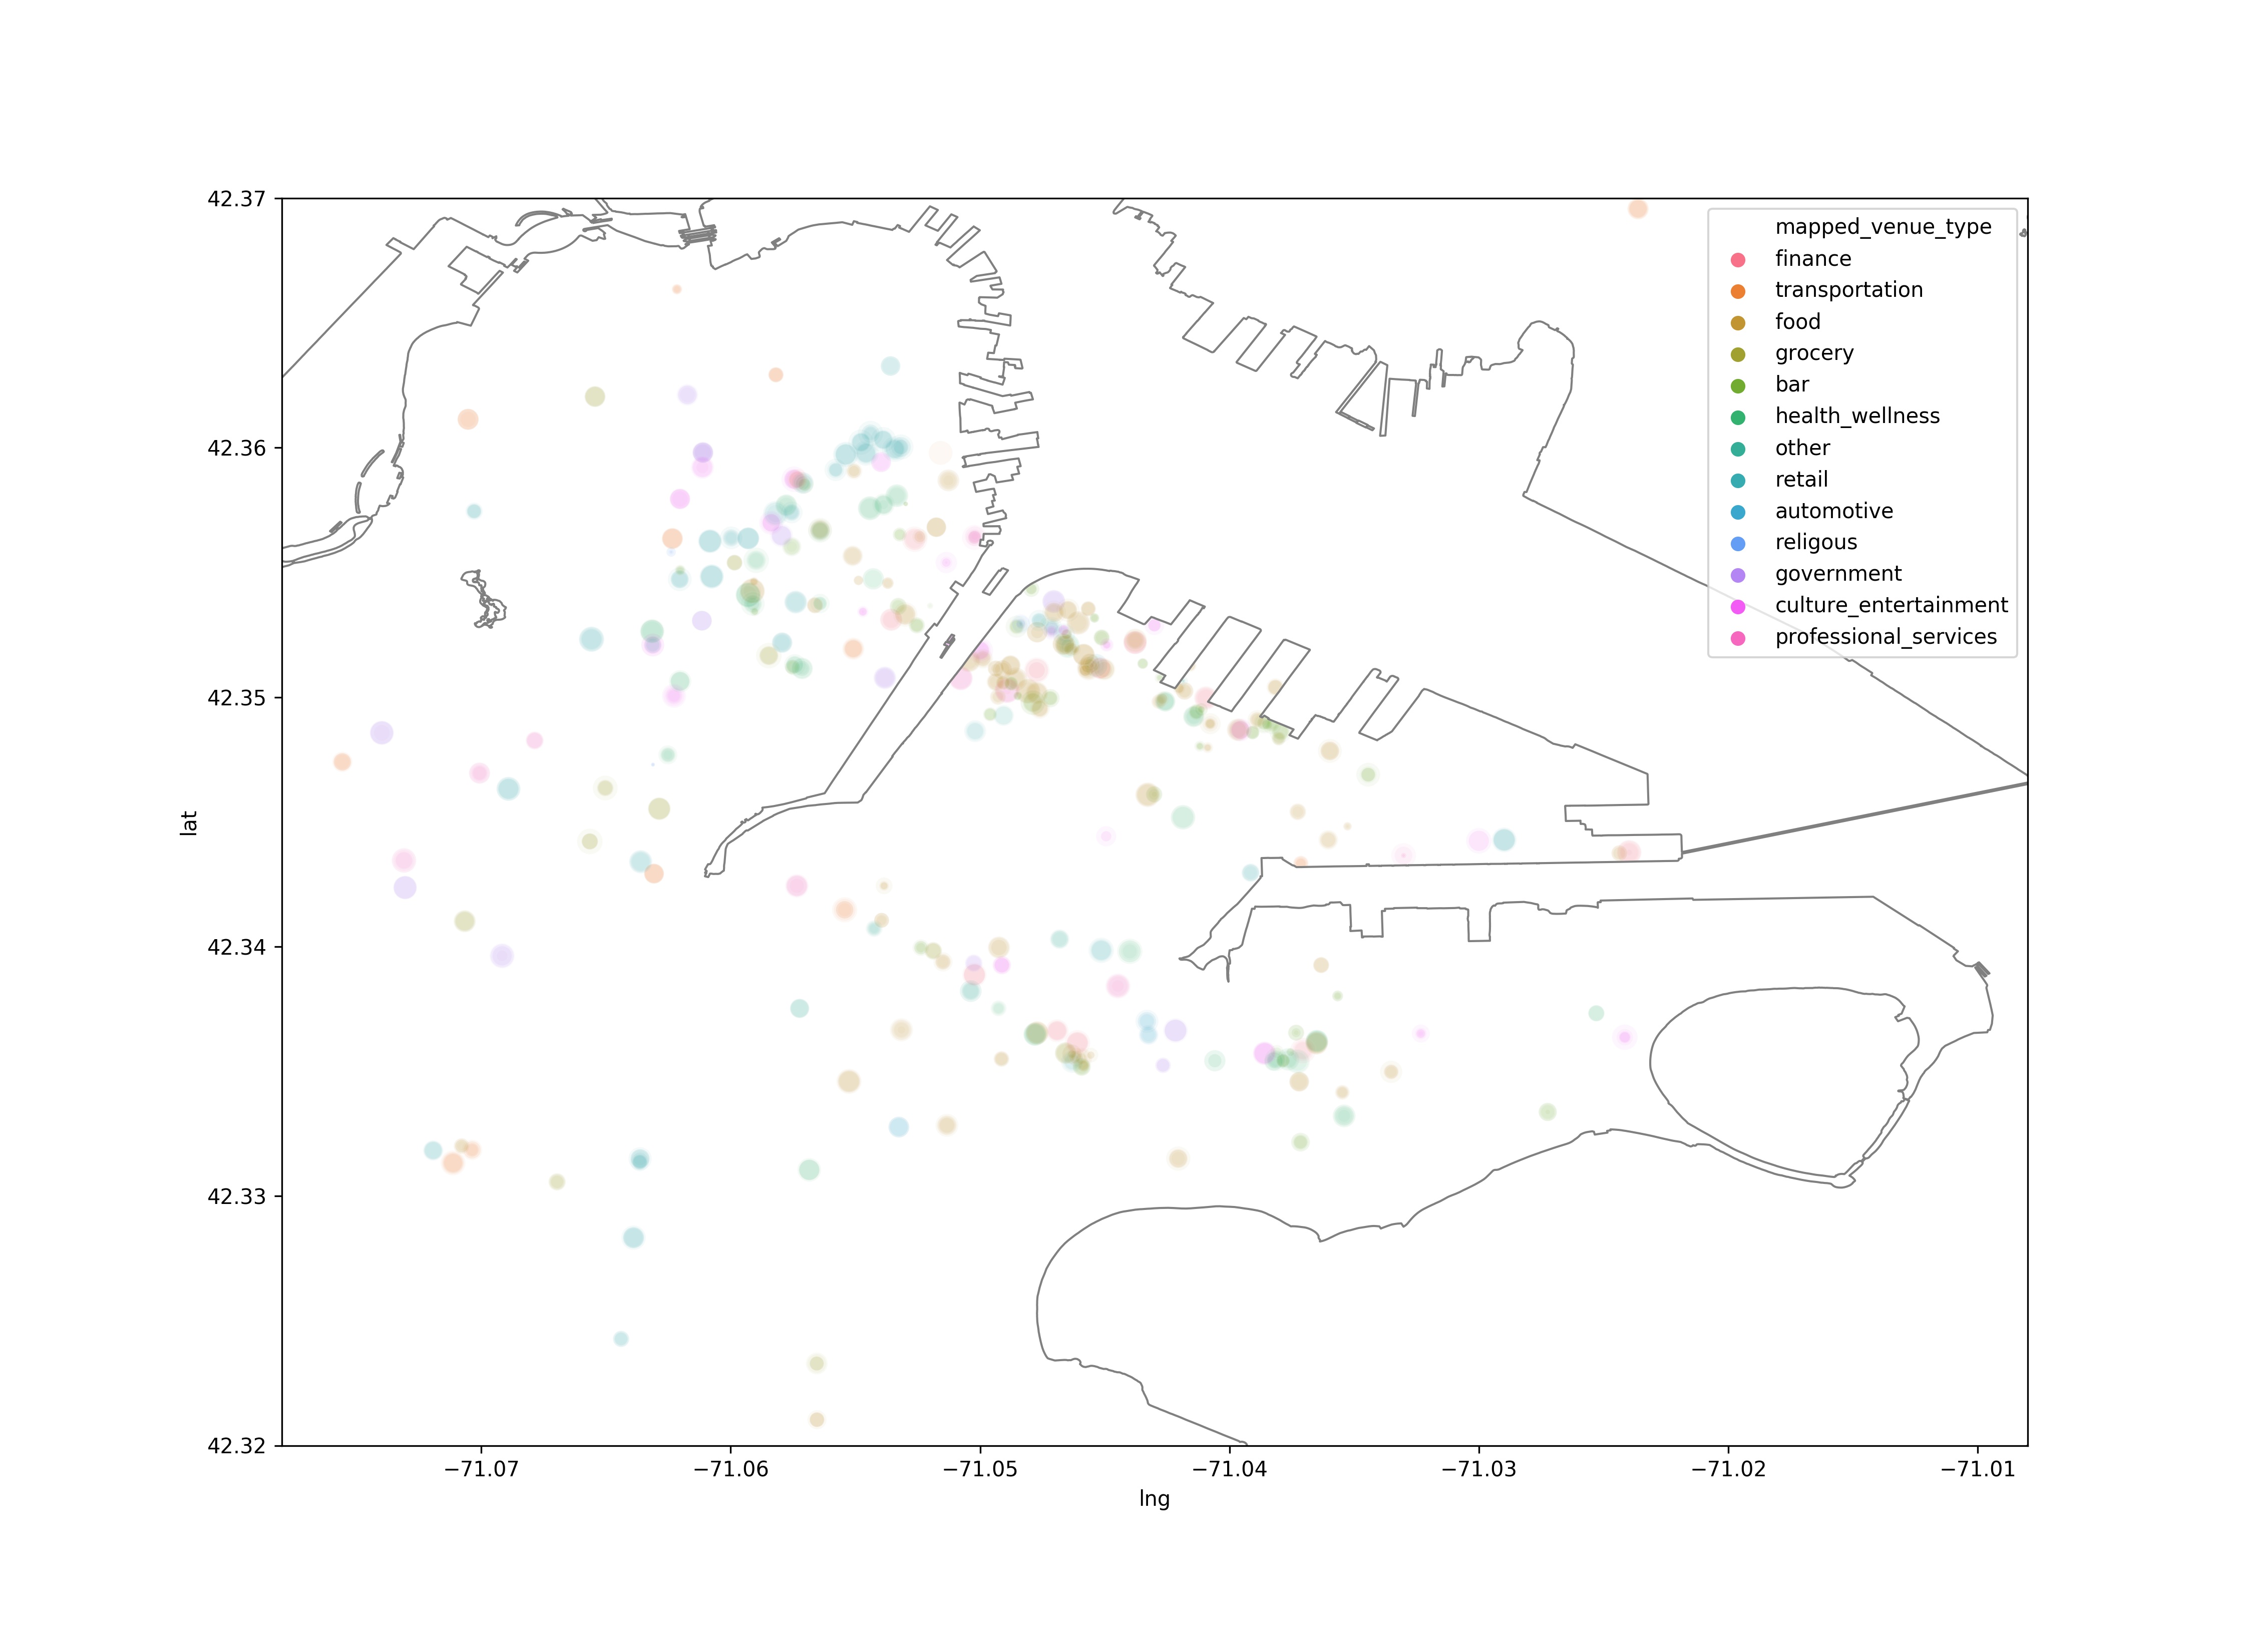 mapped_venue_type
finance
transportation
food
grocery
bar
health_wellness
other
retail
automotive
religous
government
culture_entertainment
professional_services
42.37
42.36
42.35
42.34
42.33
42.32
lat
−71.07
−71.06
−71.05
−71.04
−71.03
−71.02
−71.01
lng